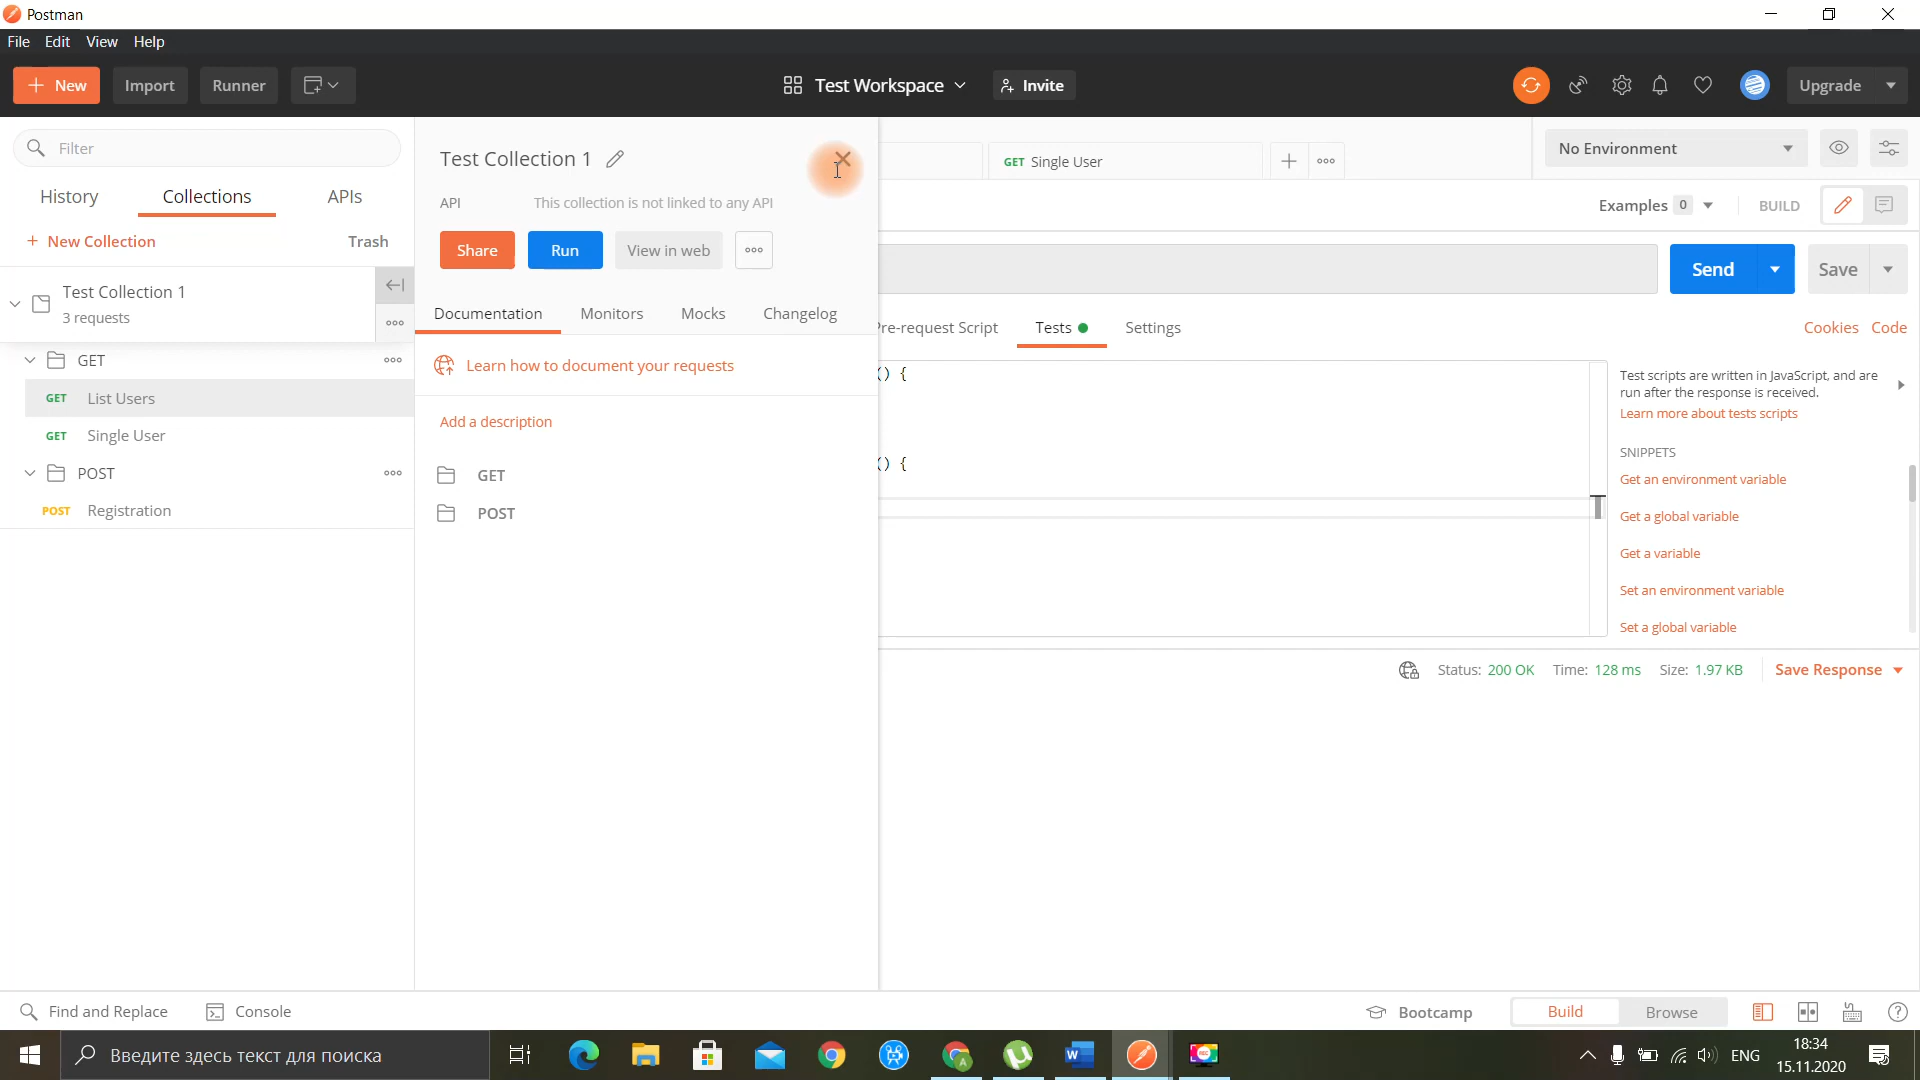 Postman
File Edit View Help
New Import Runner Test Workspace Invite Upgrade
Filter
History Collections APIs
New Collection Trash
Test Collection 1
3 requests
GET
GET List Users
GET Single User
POST
POST Registration
Test Collection 1
API This collection is not linked to any API
Share Run View in web
Documentation Monitors Mocks Changelog
Learn how to document your requests
Add a description
GET
POST
GET Single User
No Environment
Examples 0 BUILD
Send Save
re-request Script Tests Settings Cookies Code
() {
() {
Test scripts are written in JavaScript, and are
run after the response is received.
Learn more about tests scripts
SNIPPETS
Get an environment variable
Get a global variable
Get a variable
Set an environment variable
Set a global variable
Status: 200 OK Time: 128 ms Size: 1.97 KB Save Response
Find and Replace Console Bootcamp Build Browse
Введите здесь текст для поиска
ENG
18:34
15.11.2020